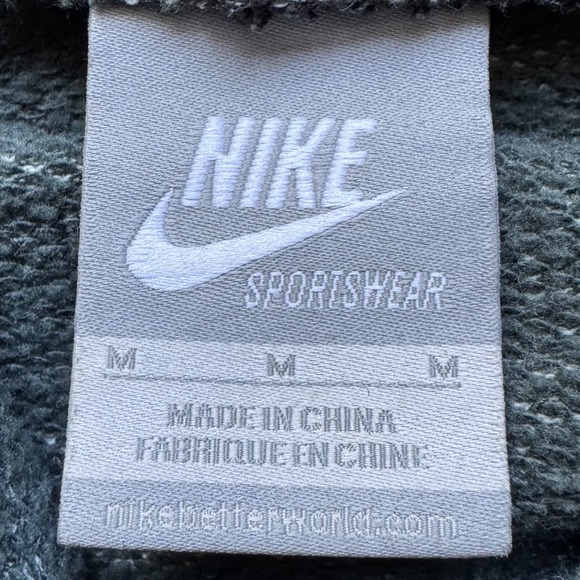 NIKE
SPORTSWEAR
M M M
MADE IN CHINA
FABRIQUE EN CHINE
nikebetterworld.com